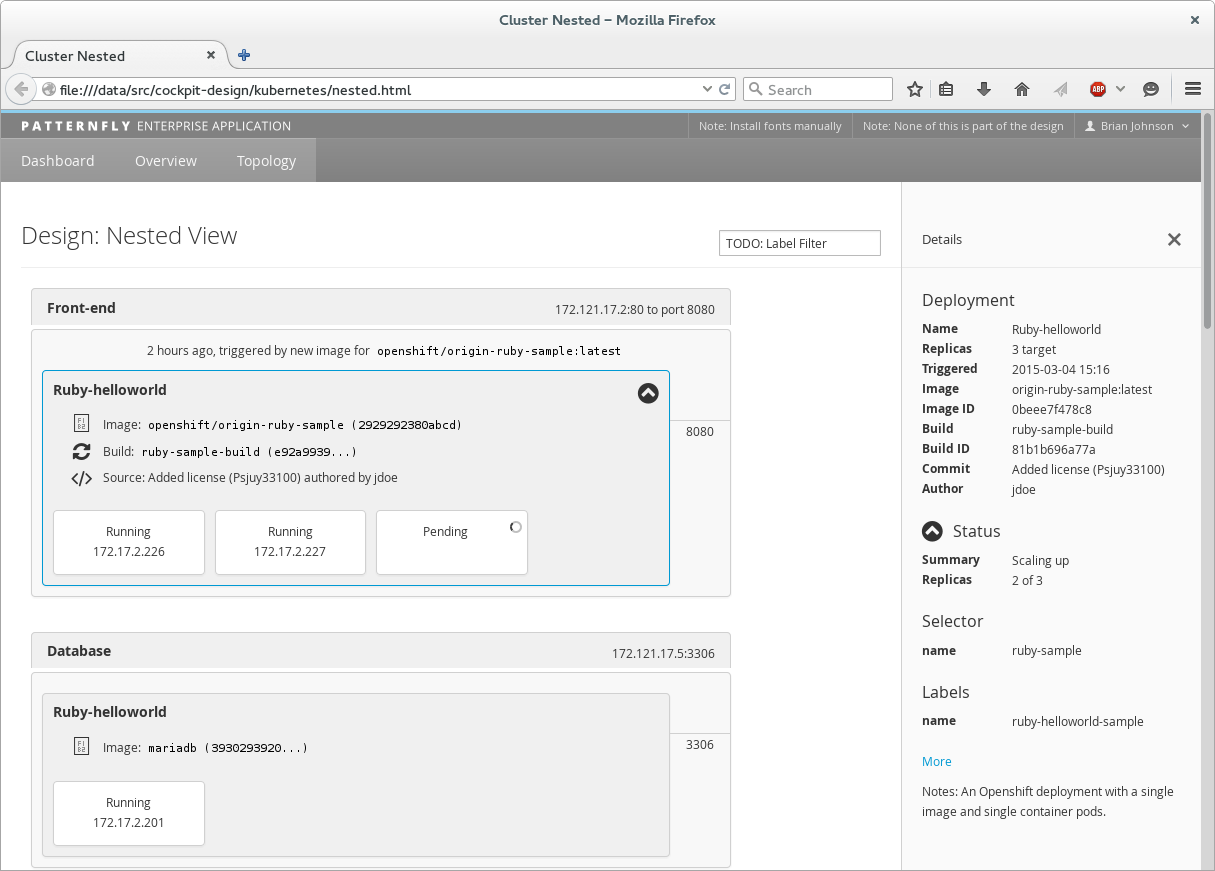 Cluster Nested – Mozilla Firefox
Cluster Nested
file:///data/src/cockpit-design/kubernetes/nested.html
Search
ABP
PATTERNFLY ENTERPRISE APPLICATION
Note: Install fonts manually
Note: None of this is part of the design
Brian Johnson
Dashboard
Overview
Topology
Design: Nested View
TODO: Label Filter
Front-end
172.121.17.2:80 to port 8080
2 hours ago, triggered by new image for openshift/origin-ruby-sample:latest
Ruby-helloworld
Image: openshift/origin-ruby-sample (2929292380abcd)
8080
Build: ruby-sample-build (e92a9939...)
Source: Added license (Psjuy33100) authored by jdoe
Running
172.17.2.226
Running
172.17.2.227
Pending
Database
172.121.17.5:3306
Ruby-helloworld
Image: mariadb (3930293920...)
3306
Running
172.17.2.201
Details
Deployment
Name Ruby-helloworld
Replicas 3 target
Triggered 2015-03-04 15:16
Image origin-ruby-sample:latest
Image ID 0beee7f478c8
Build ruby-sample-build
Build ID 81b1b696a77a
Commit Added license (Psjuy33100)
Author jdoe
Status
Summary Scaling up
Replicas 2 of 3
Selector
name ruby-sample
Labels
name ruby-helloworld-sample
More
Notes: An Openshift deployment with a single
image and single container pods.